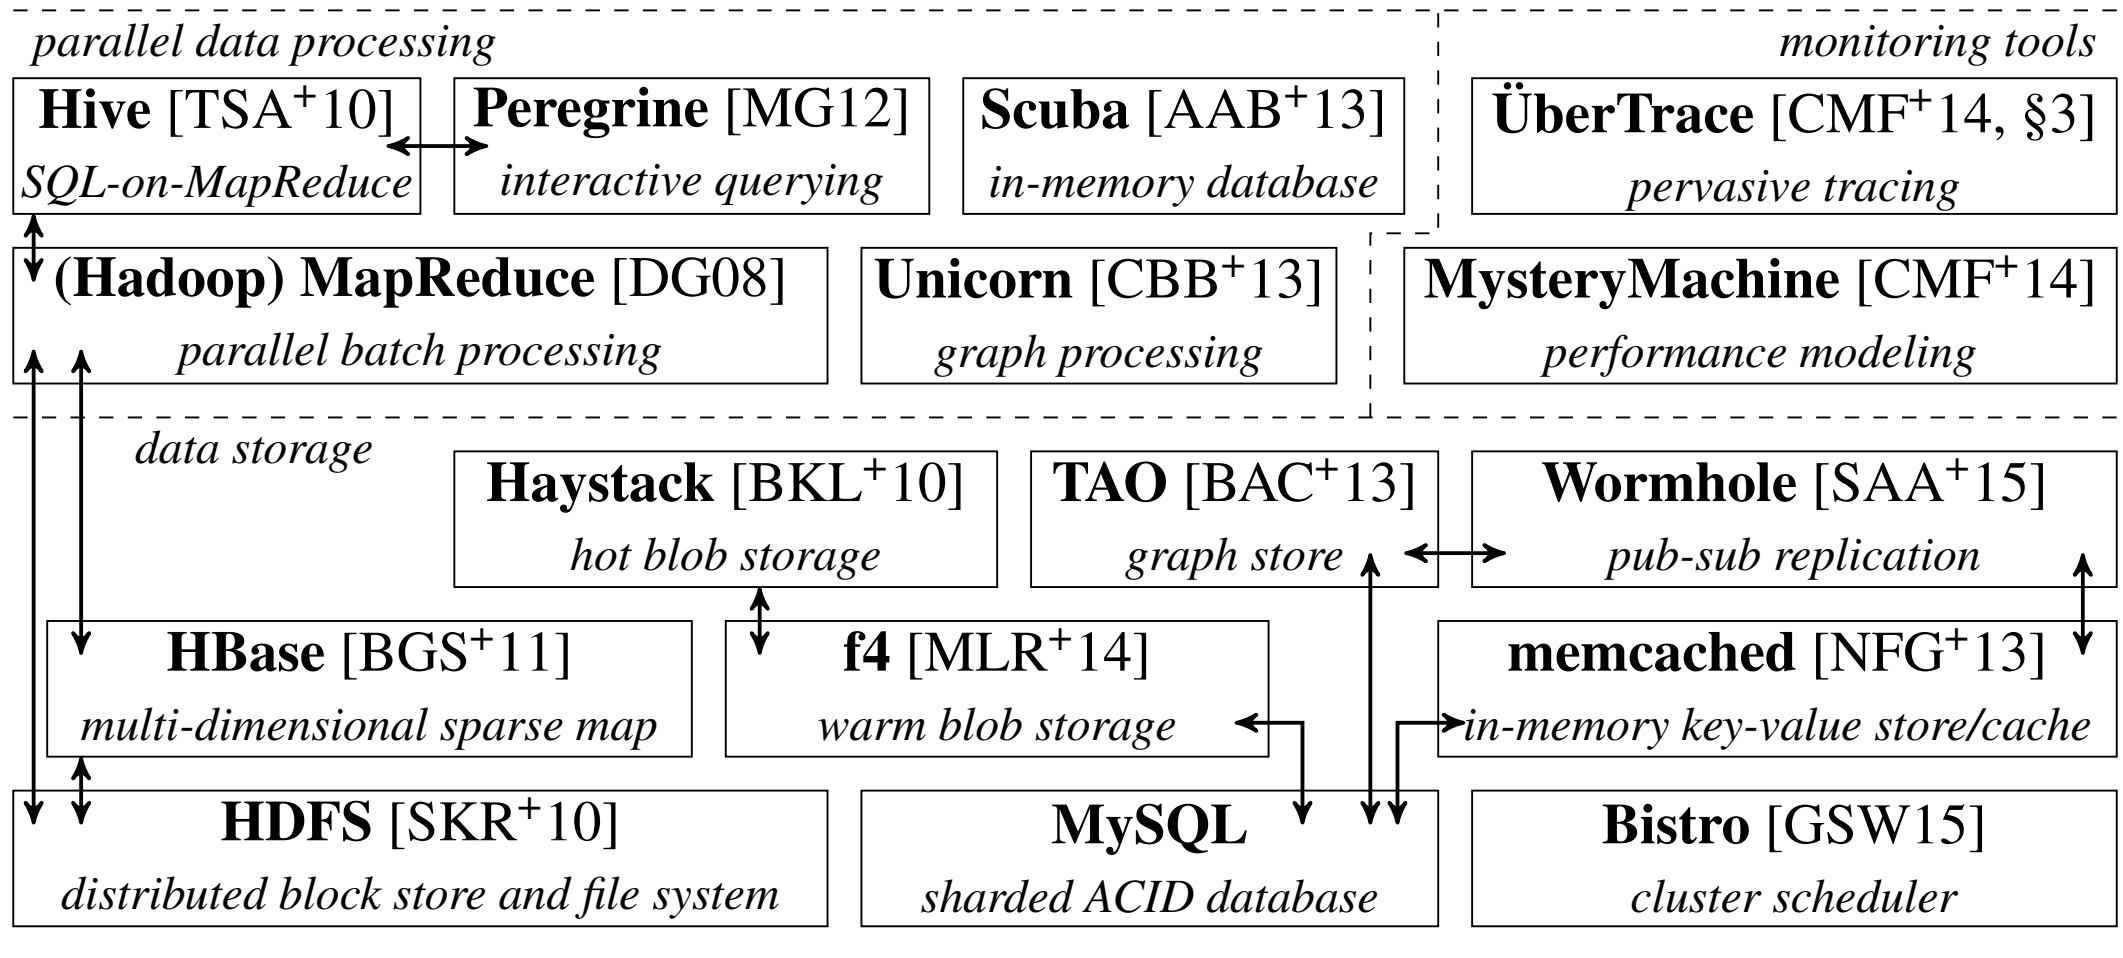 parallel data processing
monitoring tools
Hive [TSA+10]
SQL-on-MapReduce
Peregrine [MG12]
interactive querying
Scuba [AAB+13]
in-memory database
ÜberTrace [CMF+14, §3]
pervasive tracing
(Hadoop) MapReduce [DG08]
parallel batch processing
Unicorn [CBB+13]
graph processing
MysteryMachine [CMF+14]
performance modeling
data storage
Haystack [BKL+10]
hot blob storage
TAO [BAC+13]
graph store
Wormhole [SAA+15]
pub-sub replication
HBase [BGS+11]
multi-dimensional sparse map
f4 [MLR+14]
warm blob storage
memcached [NFG+13]
in-memory key-value store/cache
HDFS [SKR+10]
distributed block store and file system
MySQL
sharded ACID database
Bistro [GSW15]
cluster scheduler